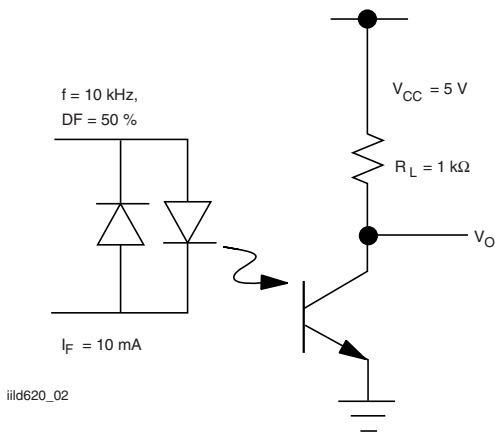 f = 10 kHz,
DF = 50 %
V_CC = 5 V
R_L = 1 kΩ
V_O
I_F = 10 mA
iild620_02